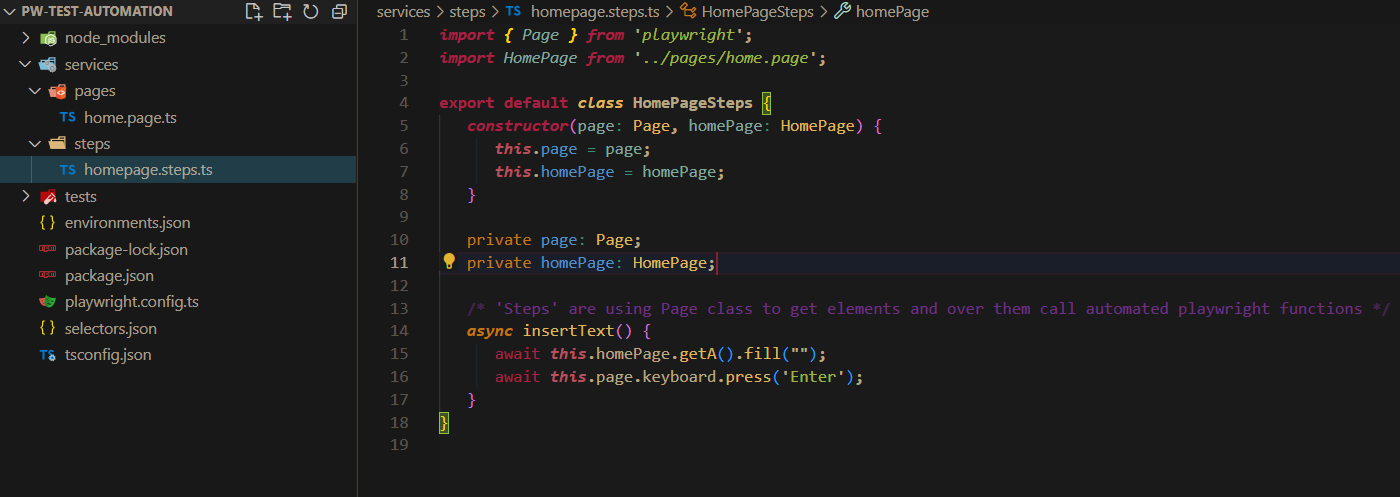 PW-TEST-AUTOMATION
node_modules
services
pages
TS home.page.ts
steps
TS homepage.steps.ts
tests
{ } environments.json
package-lock.json
package.json
playwright.config.ts
{ } selectors.json
TS tsconfig.json
services > steps > TS homepage.steps.ts > HomePageSteps > homePage
1 import { Page } from 'playwright';
2 import HomePage from '../pages/home.page';
3
4 export default class HomePageSteps {
5 constructor(page: Page, homePage: HomePage) {
6 this.page = page;
7 this.homePage = homePage;
8 }
9
10 private page: Page;
11 private homePage: HomePage;
12
13 /* 'Steps' are using Page class to get elements and over them call automated playwright functions */
14 async insertText() {
15 await this.homePage.getA().fill("");
16 await this.page.keyboard.press('Enter');
17 }
18 }
19